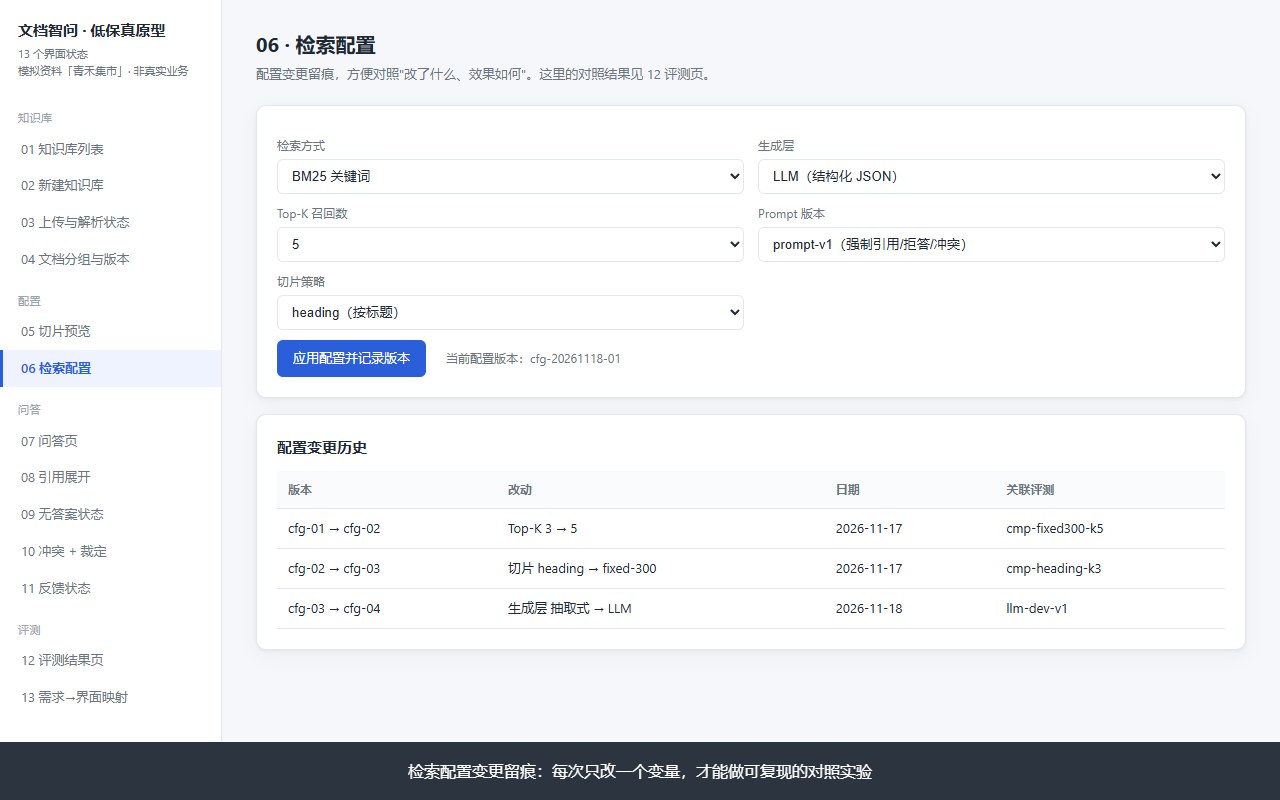 文档智问 · 低保真原型
13 个界面状态
模拟资料「青禾集市」· 非真实业务
知识库
01 知识库列表
02 新建知识库
03 上传与解析状态
04 文档分组与版本
配置
05 切片预览
06 检索配置
问答
07 问答页
08 引用展开
09 无答案状态
10 冲突 + 裁定
11 反馈状态
评测
12 评测结果页
13 需求→界面映射
06 · 检索配置
配置变更留痕，方便对照"改了什么、效果如何"。这里的对照结果见 12 评测页。
检索方式
生成层
BM25 关键词
LLM（结构化 JSON）
Top-K 召回数
Prompt 版本
5
prompt-v1（强制引用/拒答/冲突）
切片策略
heading（按标题）
应用配置并记录版本
当前配置版本：cfg-20261118-01
配置变更历史
版本 改动 日期 关联评测
cfg-01 → cfg-02 Top-K 3 → 5 2026-11-17 cmp-fixed300-k5
cfg-02 → cfg-03 切片 heading → fixed-300 2026-11-17 cmp-heading-k3
cfg-03 → cfg-04 生成层 抽取式 → LLM 2026-11-18 llm-dev-v1
检索配置变更留痕：每次只改一个变量，才能做可复现的对照实验